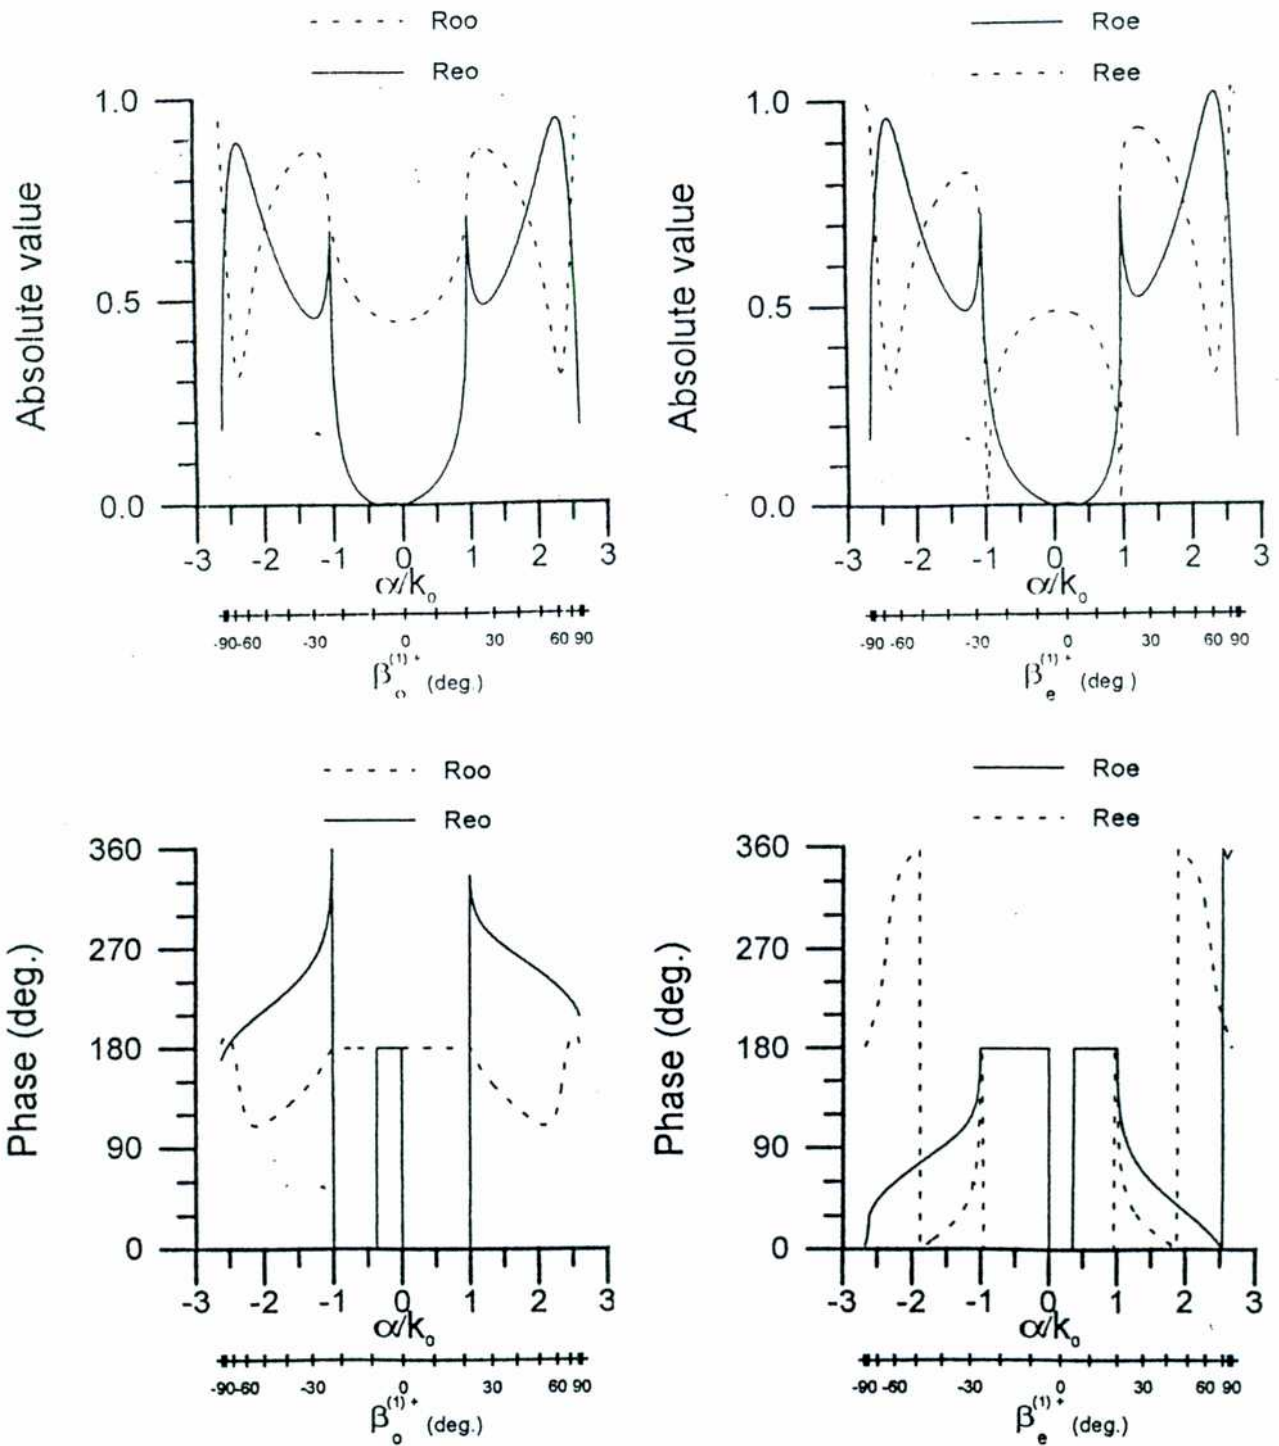 Roo
Reo
1.0
0.5
0.0
Absolute value
-3 -2 -1 0 1 2 3
α/k₀
-90-60 -30 0 30 60 90
β₀⁽¹⁾⁺ (deg.)
Roe
Ree
1.0
0.5
0.0
Absolute value
-3 -2 -1 0 1 2 3
α/k₀
-90 -60 -30 0 30 60 90
βₑ⁽¹⁾⁺ (deg.)
Roo
Reo
360
270
180
90
0
Phase (deg.)
-3 -2 -1 0 1 2 3
α/k₀
-90-60 -30 0 30 60 90
β₀⁽¹⁾⁺ (deg.)
Roe
Ree
360
270
180
90
0
Phase (deg.)
-3 -2 -1 0 1 2 3
α/k₀
-90 -60 -30 0 30 60 90
βₑ⁽¹⁾⁺ (deg.)